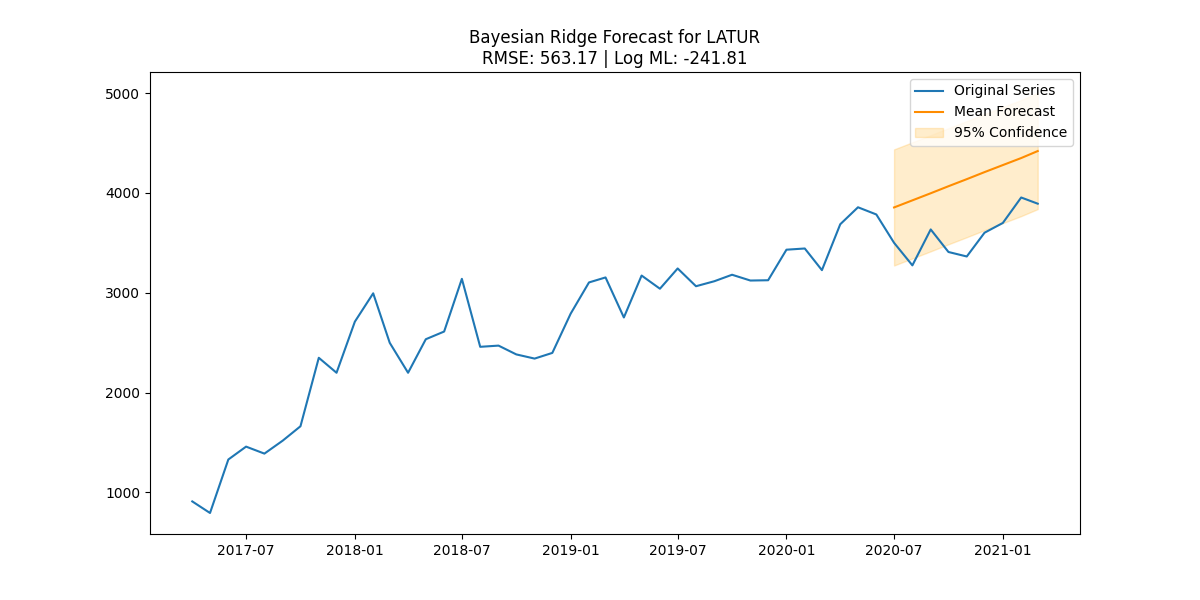 Bayesian Ridge Forecast for LATUR
RMSE: 563.17 | Log ML: -241.81
Original Series
Mean Forecast
95% Confidence
5000
4000
3000
2000
1000
2017-07
2018-01
2018-07
2019-01
2019-07
2020-01
2020-07
2021-01